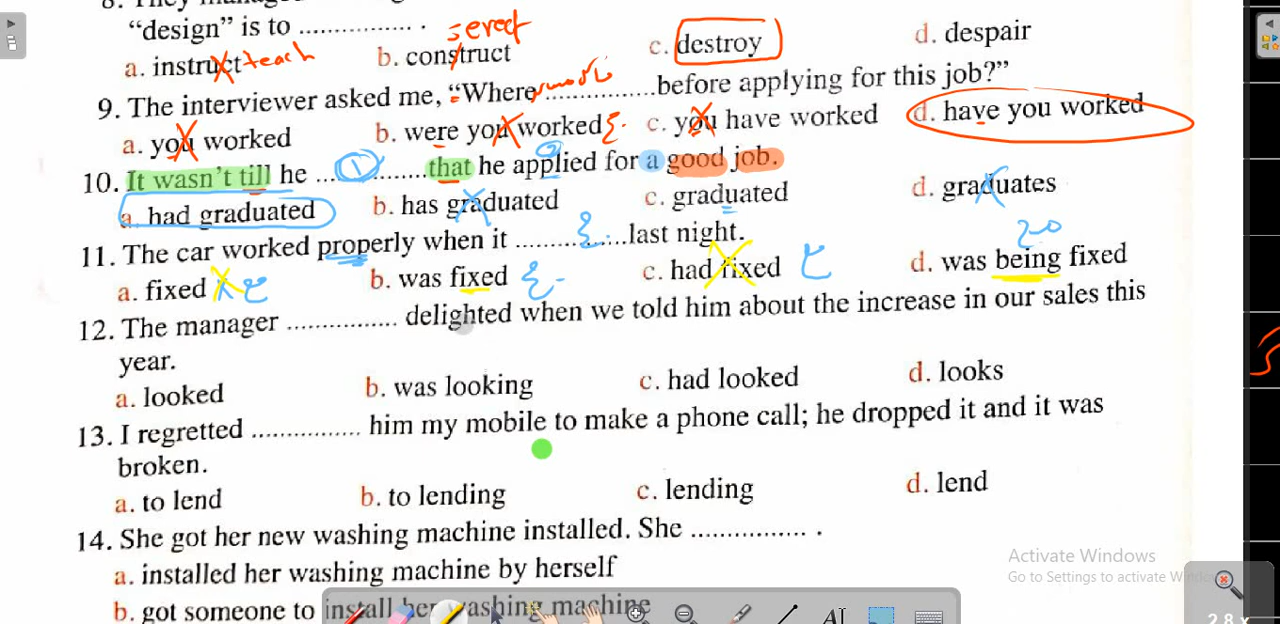 "design" is to ................ .
= erect
a. instruct teach b. construct c. destroy d. despair
9. The interviewer asked me, "Where ................before applying for this job?"
a. you worked b. were you worked c. you have worked d. have you worked
10. It wasn't till he ................that he applied for a good job.
1 2
a. had graduated b. has graduated c. graduated d. graduates
11. The car worked properly when it ................last night.
a. fixed b. was fixed c. had fixed d. was being fixed
12. The manager ................ delighted when we told him about the increase in our sales this
year.
a. looked b. was looking c. had looked d. looks
13. I regretted ................ him my mobile to make a phone call; he dropped it and it was
broken.
a. to lend b. to lending c. lending d. lend
14. She got her new washing machine installed. She ................ .
a. installed her washing machine by herself
b. got someone to install her washing machine
Activate Windows
Go to Settings to activate
2.8 x